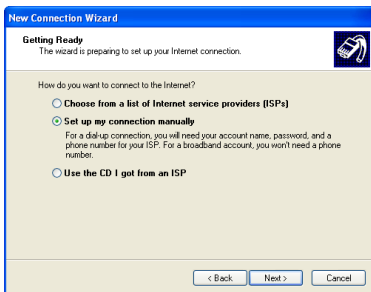 New Connection Wizard
Getting Ready
The wizard is preparing to set up your Internet connection.
How do you want to connect to the Internet?
Choose from a list of Internet service providers (ISPs)
Set up my connection manually
For a dial-up connection, you will need your account name, password, and a
phone number for your ISP. For a broadband account, you won't need a phone
number.
Use the CD I got from an ISP
< Back Next > Cancel